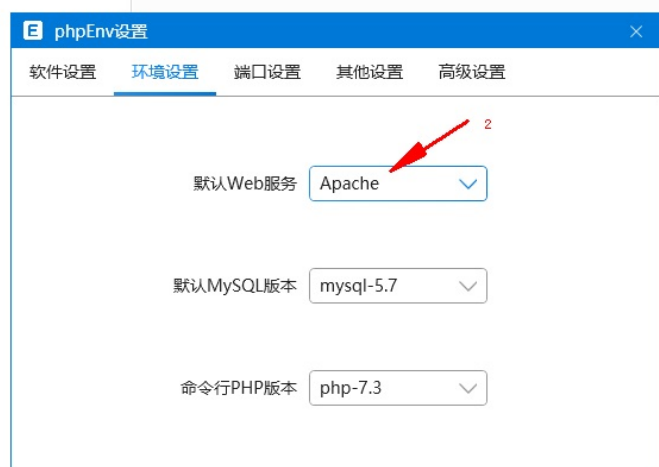 E phpEnv设置
软件设置 环境设置 端口设置 其他设置 高级设置
2
默认Web服务 Apache
默认MySQL版本 mysql-5.7
命令行PHP版本 php-7.3